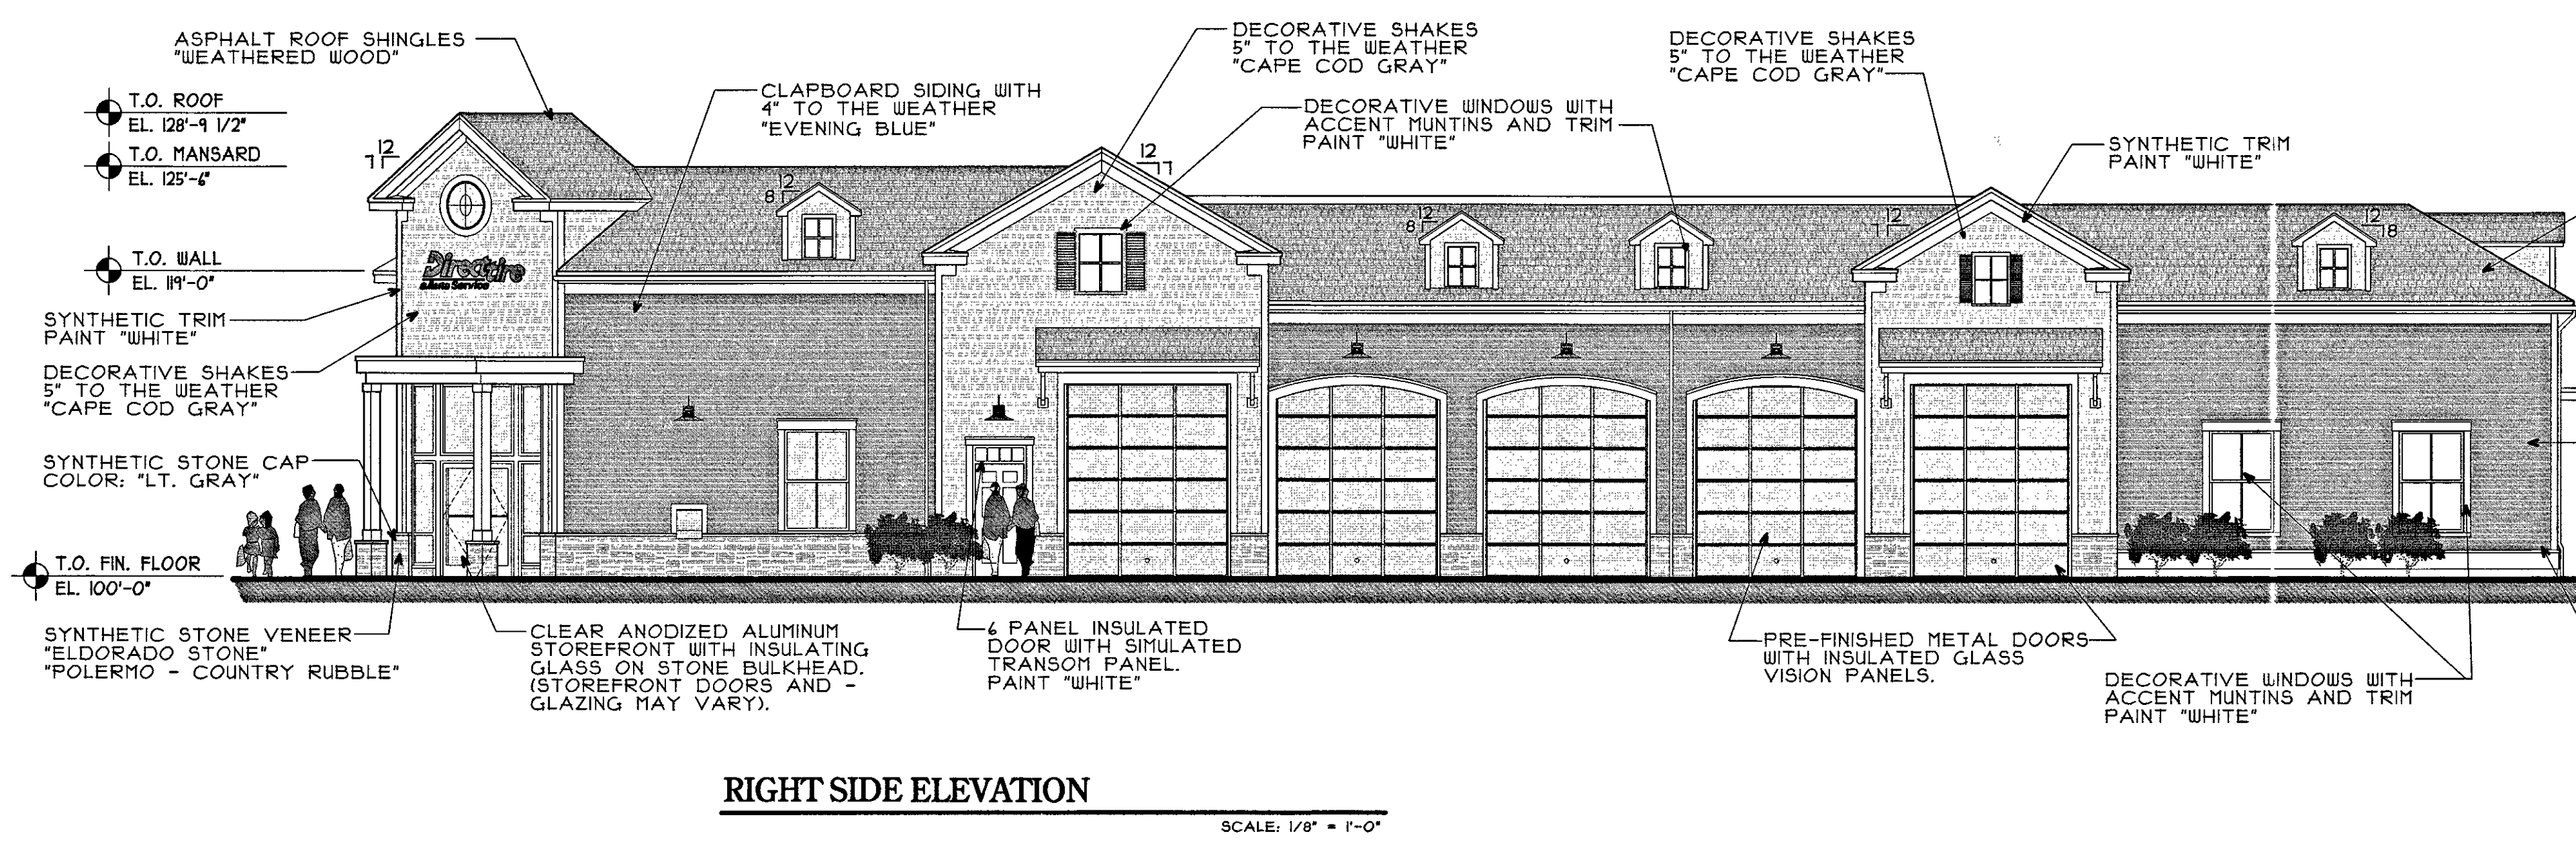 ASPHALT ROOF SHINGLES
"WEATHERED WOOD"
T.O. ROOF
EL. 128'-9 1/2"
T.O. MANSARD
EL. 125'-6"
T.O. WALL
EL. 119'-0"
SYNTHETIC TRIM
PAINT "WHITE"
DECORATIVE SHAKES
5" TO THE WEATHER
"CAPE COD GRAY"
SYNTHETIC STONE CAP
COLOR: "LT. GRAY"
T.O. FIN. FLOOR
EL. 100'-0"
SYNTHETIC STONE VENEER
"ELDORADO STONE"
"POLERMO - COUNTRY RUBBLE"
12
11
Directire
&Auto Service
CLAPBOARD SIDING WITH
4" TO THE WEATHER
"EVENING BLUE"
12
8
DECORATIVE SHAKES
5" TO THE WEATHER
"CAPE COD GRAY"
12
11
DECORATIVE WINDOWS WITH
ACCENT MUNTINS AND TRIM
PAINT "WHITE"
12
8
DECORATIVE SHAKES
5" TO THE WEATHER
"CAPE COD GRAY"
12
11
SYNTHETIC TRIM
PAINT "WHITE"
12
8
CLEAR ANODIZED ALUMINUM
STOREFRONT WITH INSULATING
GLASS ON STONE BULKHEAD.
(STOREFRONT DOORS AND -
GLAZING MAY VARY).
6 PANEL INSULATED
DOOR WITH SIMULATED
TRANSOM PANEL.
PAINT "WHITE"
PRE-FINISHED METAL DOORS
WITH INSULATED GLASS
VISION PANELS.
DECORATIVE WINDOWS WITH
ACCENT MUNTINS AND TRIM
PAINT "WHITE"
RIGHT SIDE ELEVATION
SCALE: 1/8" = 1'-0"